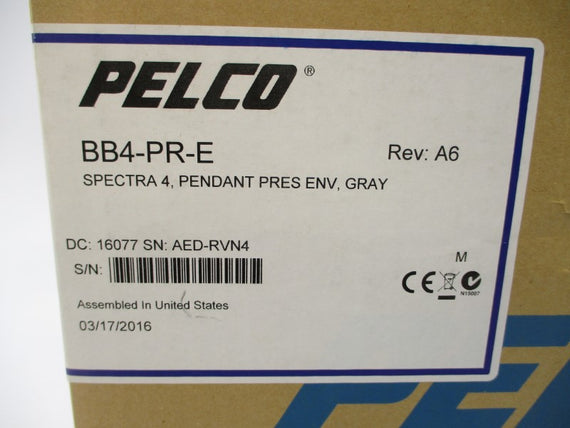 PELCO®
BB4-PR-E
Rev: A6
SPECTRA 4, PENDANT PRES ENV, GRAY
DC: 16077 SN: AED-RVN4
S/N:
M
CE
N15007
Assembled In United States
03/17/2016
PE